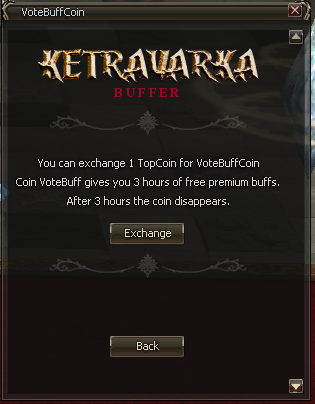 VoteBuffCoin
KETRAVARKA
BUFFER
You can exchange 1 TopCoin for VoteBuffCoin
Coin VoteBuff gives you 3 hours of free premium buffs.
After 3 hours the coin disappears.
Exchange
Back